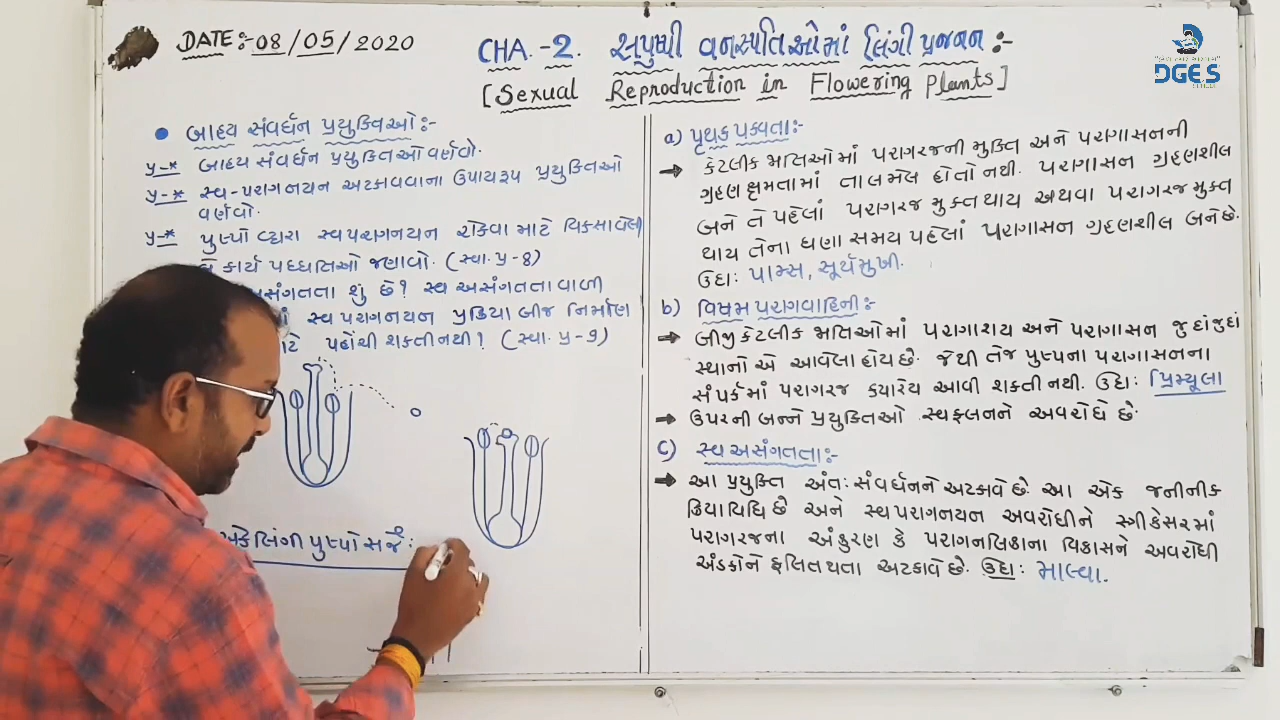 DATE:- 08/05/2020
CHA.-2. સપુષ્પી વનસ્પતિઓમાં લિંગી પ્રજનન :-
[Sexual Reproduction in Flowering Plants]
DGES
• બાહ્ય સંવર્ધન પ્રયુક્તિઓ:-
પ્ર-* બાહ્ય સંવર્ધન પ્રયુક્તિઓ વર્ણવો.
પ્ર-* સ્વ-પરાગનયન અટકાવવાના ઉપાયરૂપ પ્રયુક્તિઓ
વર્ણવો.
પ્ર-* પુષ્પો દ્વારા સ્વપરાગનયન રોકવા માટે વિકસાવેલી
બે કાર્ય પધ્ધતિઓ જણાવો. (સ્વા. પ્ર-8)
અસંગતતા શું છે? સ્વ અસંગતતા વાળી
સ્વ પરાગનયન પ્રક્રિયા બીજ નિર્માણ
પહોંચી શક્તી નથી? (સ્વા. પ્ર-9)
એકલિંગી પુષ્પો સર્જે:
a) પૃથક્ પક્વતા:-
→ કેટલીક જાતિઓમાં પરાગરજની મુક્તિ અને પરાગાસનની
ગ્રહણ ક્ષમતામાં તાલમેલ હોતો નથી. પરાગાસન ગ્રહણશીલ
બને તે પહેલાં પરાગરજ મુક્ત થાય અથવા પરાગરજ મુક્ત
થાય તેના ઘણા સમય પહેલાં પરાગાસન ગ્રહણશીલ બને છે.
ઉદા: પામ્સ, સૂર્યમુખી.
b) વિષમ પરાગવાહિની:-
→ બીજી કેટલીક જાતિઓમાં પરાગાશય અને પરાગાસન જુદાંજુદાં
સ્થાનો એ આવેલા હોય છે. જેથી તેજ પુષ્પના પરાગાસનના
સંપર્કમાં પરાગરજ ક્યારેય આવી શક્તી નથી. ઉદા: પ્રિમ્યૂલા
→ ઉપરની બન્ને પ્રયુક્તિઓ સ્વફલનને અવરોધે છે.
C) સ્વ અસંગતતા:-
→ આ પ્રયુક્તિ અંત: સંવર્ધનને અટકાવે છે. આ એક જનીનીક
ક્રિયાવિધિ છે અને સ્વપરાગનયન અવરોધીને સ્ત્રીકેસરમાં
પરાગરજના અંકુરણ કે પરાગનલિકાના વિકાસને અવરોધી
અંડકોને ફલિત થતા અટકાવે છે. ઉદા: માલ્વા.